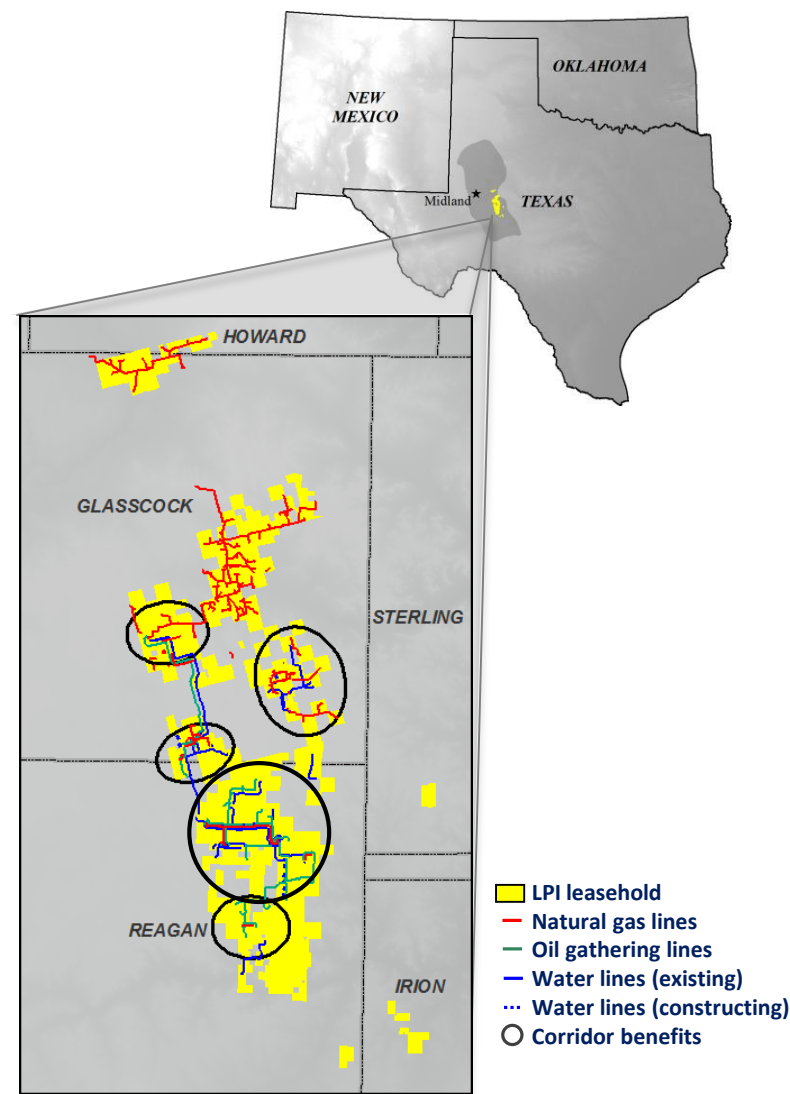 OKLAHOMA
NEW
MEXICO
Midland
TEXAS
HOWARD
GLASSCOCK
STERLING
REAGAN
IRION
LPI leasehold
Natural gas lines
Oil gathering lines
Water lines (existing)
Water lines (constructing)
Corridor benefits